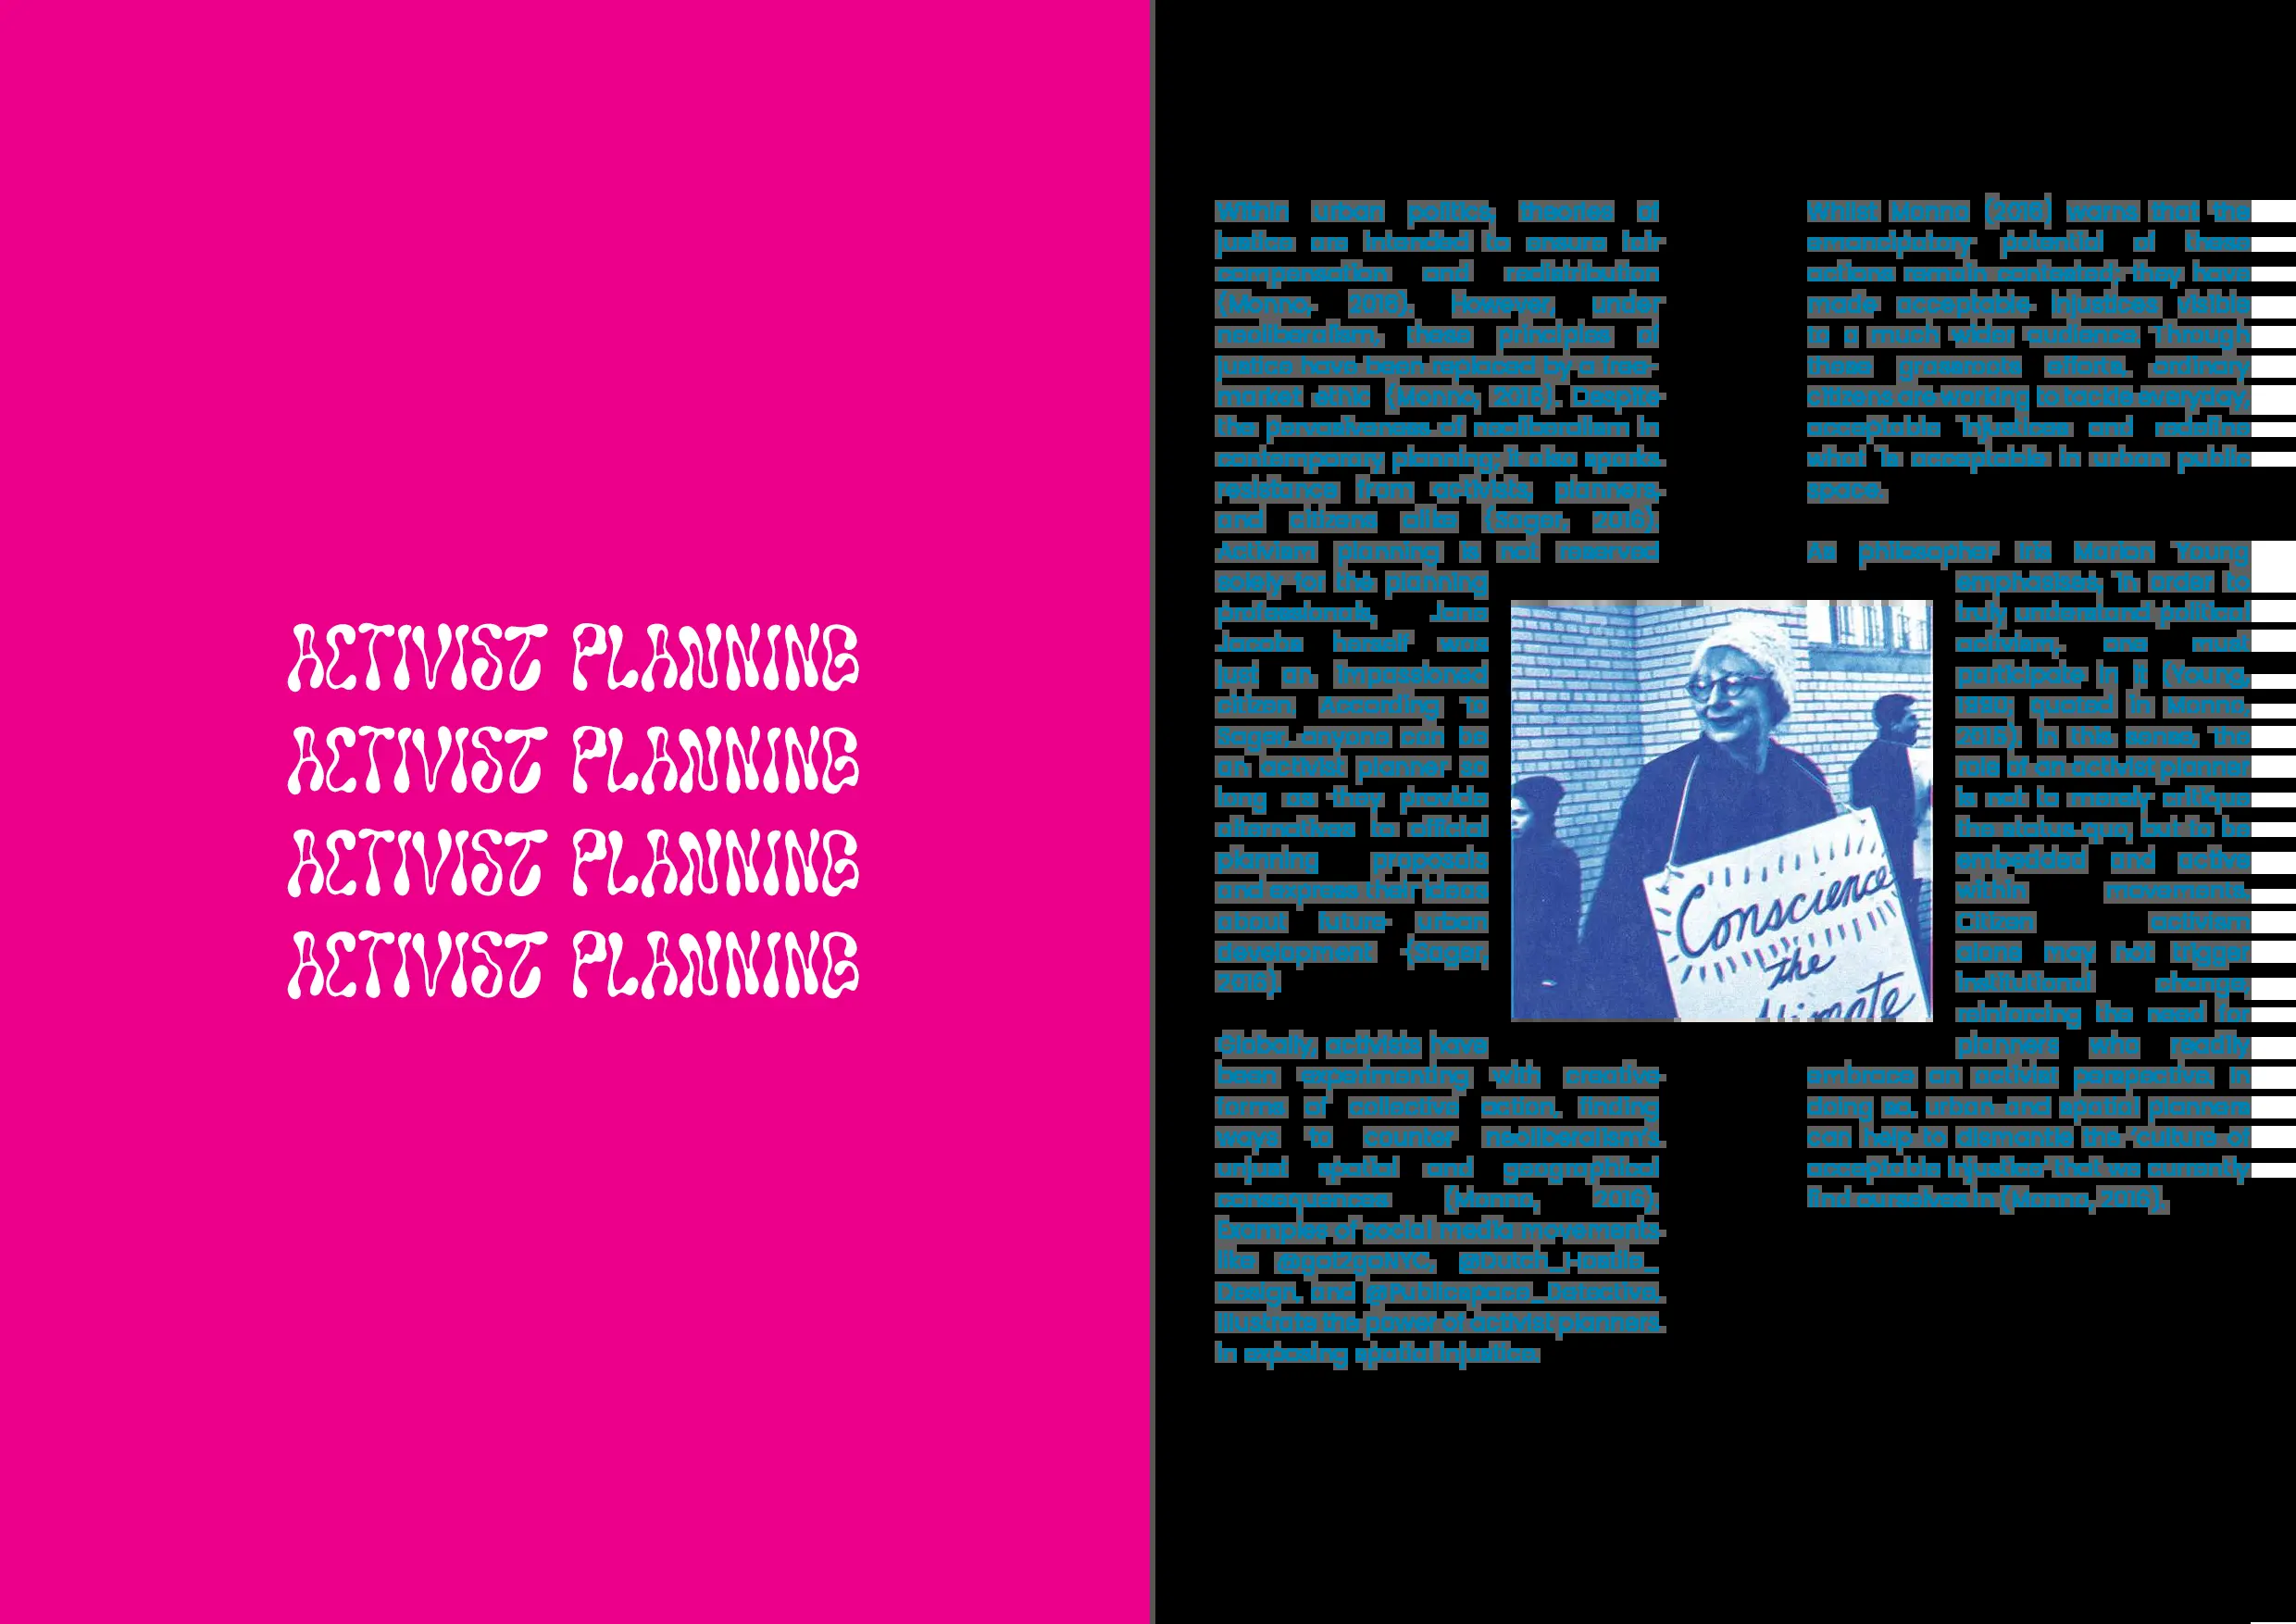 ACTIVIST PLANNING
ACTIVIST PLANNING
ACTIVIST PLANNING
ACTIVIST PLANNING
Within urban politics, theories of
justice are intended to ensure fair
compensation and redistribution
(Monno, 2016). However, under
neoliberalism, these principles of
justice have been replaced by a free-
market ethic (Monno, 2016). Despite
the pervasiveness of neoliberalism in
contemporary planning, it also sparks
resistance from activists, planners,
and citizens alike (Sager, 2016).
Activism planning is not reserved
solely for the planning
professionals, Jane
Jacobs herself was
just an impassioned
citizen. According to
Sager, anyone can be
an activist planner so
long as they provide
alternatives to official
planning proposals
and express their ideas
about future urban
development (Sager,
2016).
Globally, activists have
been experimenting with creative
forms of collective action, finding
ways to counter neoliberalism's
unjust spatial and geographical
consequences (Monno, 2016).
Examples of social media movements
like @got2goNYC, @Dutch_Hostile_
Design, and @Publicspace_Detective,
illustrate the power of activist planners
in exposing spatial injustice.
Conscience
the
Whilst Monno (2016) warns that the
emancipatory potential of these
actions remain contested; they have
made acceptable injustices visible
to a much wider audience. Through
these grassroots efforts, ordinary
citizens are working to tackle everyday,
acceptable injustices and redefine
what is acceptable in urban public
space.
As philosopher Iris Marion Young
emphasises, in order to
truly understand political
activism, one must
participate in it (Young,
1990, quoted in Monno,
2016). In this sense, the
role of an activist planner
is not to merely critique
the status-quo, but to be
embedded and active
within movements.
Citizen activism
alone may not trigger
institutional change,
reinforcing the need for
planners who readily
embrace an activist perspective. In
doing so, urban and spatial planners
can help to dismantle the 'culture of
acceptable injustice' that we currently
find ourselves in (Monno, 2016).